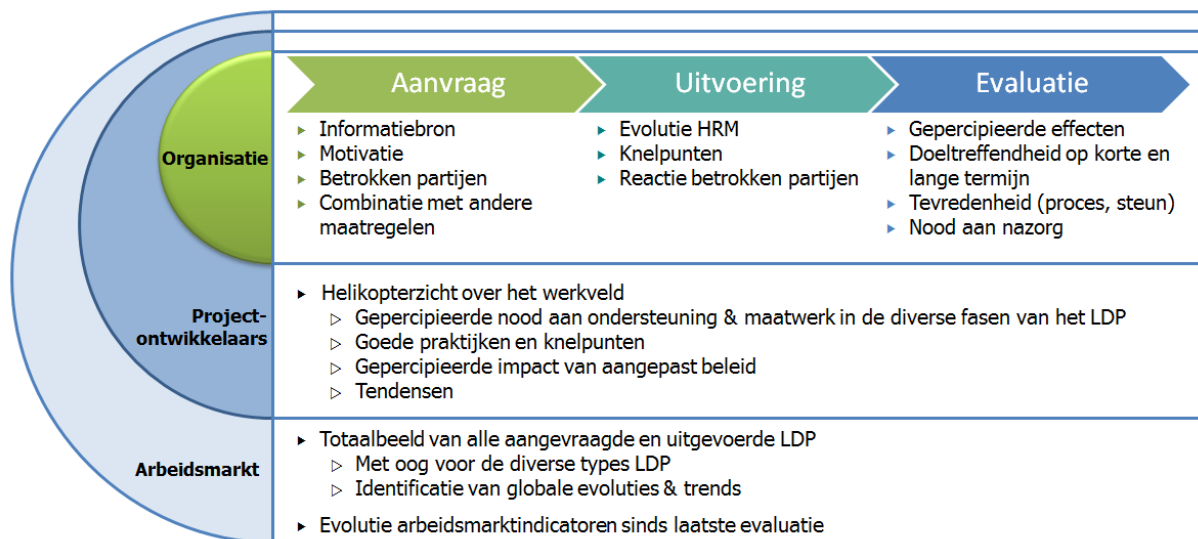 Aanvraag
Uitvoering
Evaluatie
Organisatie
Informatiebron
Motivatie
Betrokken partijen
Combinatie met andere
maatregelen
Evolutie HRM
Knelpunten
Reactie betrokken partijen
Gepercipieerde effecten
Doeltreffendheid op korte en
lange termijn
Tevredenheid (proces, steun)
Nood aan nazorg
Project-
ontwikkelaars
Helikopterzicht over het werkveld
Gepercipieerde nood aan ondersteuning & maatwerk in de diverse fasen van het LDP
Goede praktijken en knelpunten
Gepercipieerde impact van aangepast beleid
Tendensen
Arbeidsmarkt
Totaalbeeld van alle aangevraagde en uitgevoerde LDP
Met oog voor de diverse types LDP
Identificatie van globale evoluties & trends
Evolutie arbeidsmarktindicatoren sinds laatste evaluatie